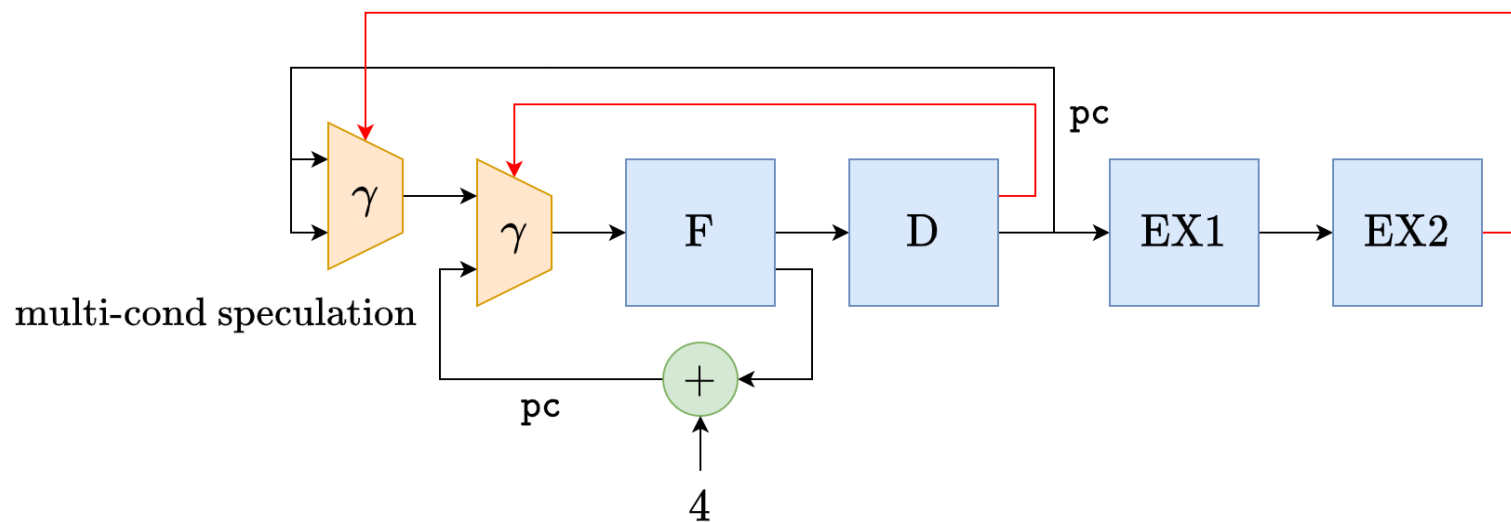 pc
γ
γ
F
D
EX1
EX2
multi-cond speculation
+
pc
4